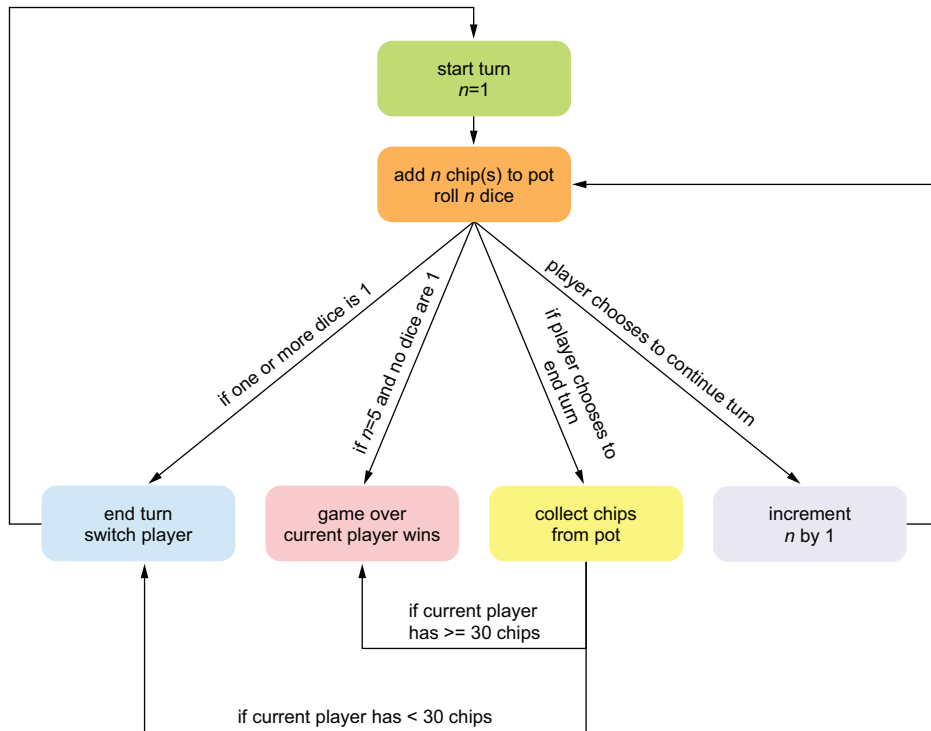 start turn
n=1
add n chip(s) to pot
roll n dice
if one or more dice is 1
if n=5 and no dice are 1
if player chooses to
end turn
player chooses to continue turn
end turn
switch player
game over
current player wins
collect chips
from pot
increment
n by 1
if current player
has >= 30 chips
if current player has < 30 chips